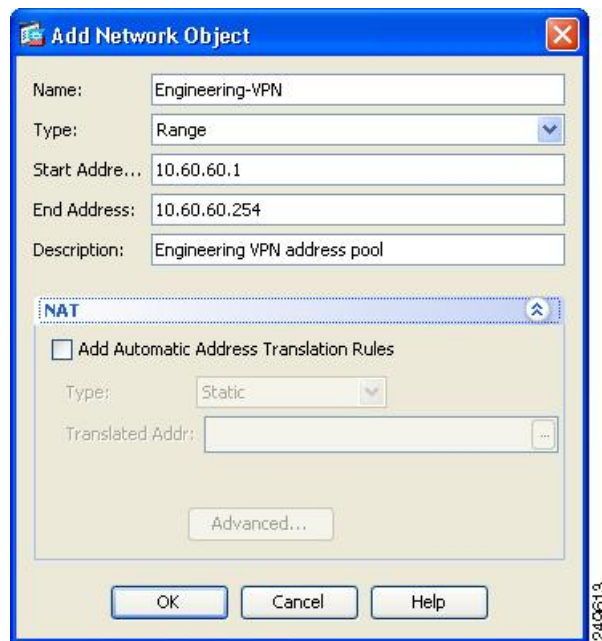 Add Network Object
Name: Engineering-VPN
Type: Range
Start Addre... 10.60.60.1
End Address: 10.60.60.254
Description: Engineering VPN address pool
NAT
Add Automatic Address Translation Rules
Type: Static
Translated Addr: ...
Advanced...
OK Cancel Help
249613